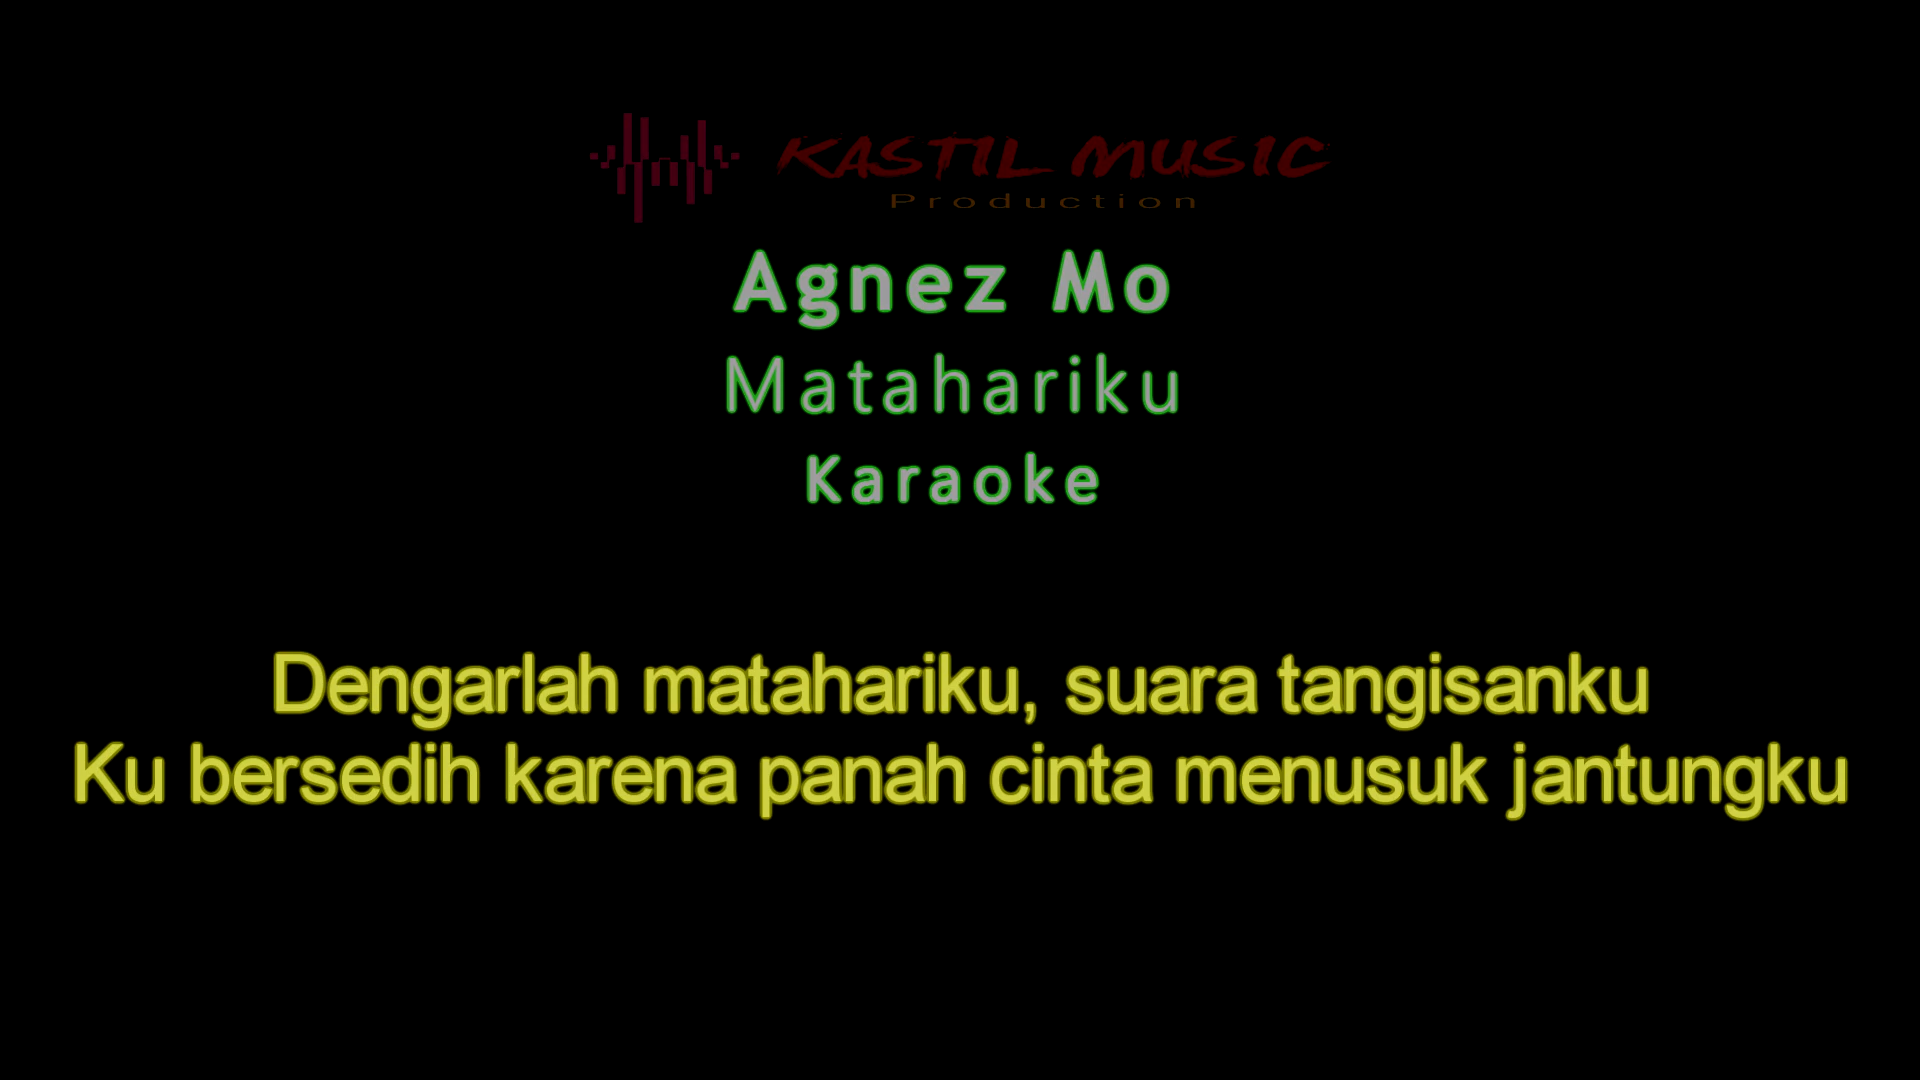 KASTIL MUSIC
Production
Agnez Mo
Matahariku
Karaoke
Dengarlah matahariku, suara tangisanku
Ku bersedih karena panah cinta menusuk jantungku